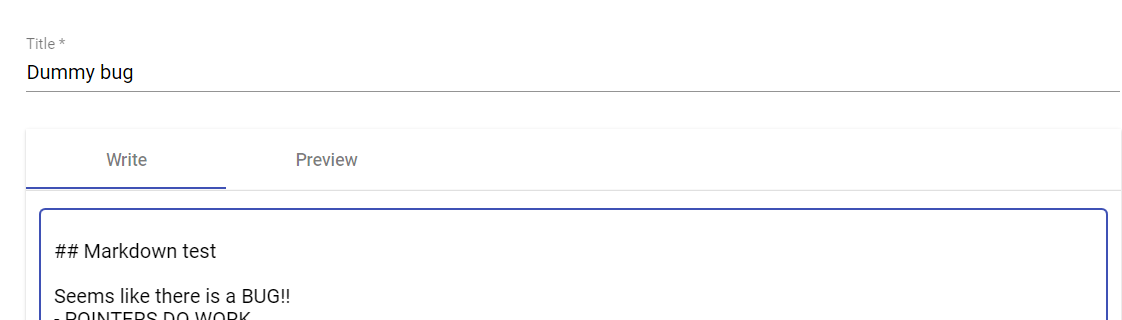 Title *
Dummy bug
Write Preview
## Markdown test
Seems like there is a BUG!!
- POINTERS DO WORK